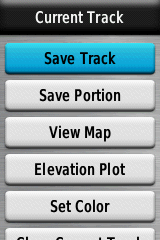 Current Track
Save Track
Save Portion
View Map
Elevation Plot
Set Color